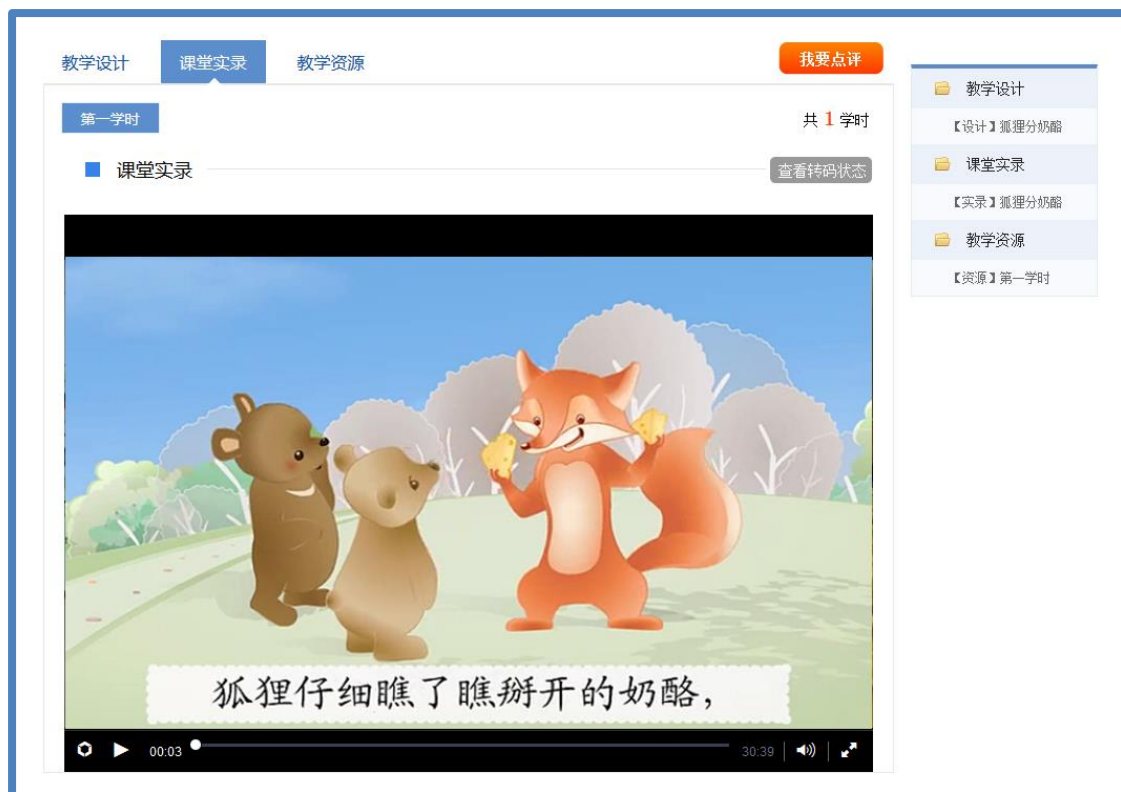 教学设计 课堂实录 教学资源 我要点评
第一学时 共 1 学时
课堂实录 查看转码状态
狐狸仔细瞧了瞧掰开的奶酪，
00:03 30:39
教学设计
【设计】狐狸分奶酪
课堂实录
【实录】狐狸分奶酪
教学资源
【资源】第一学时